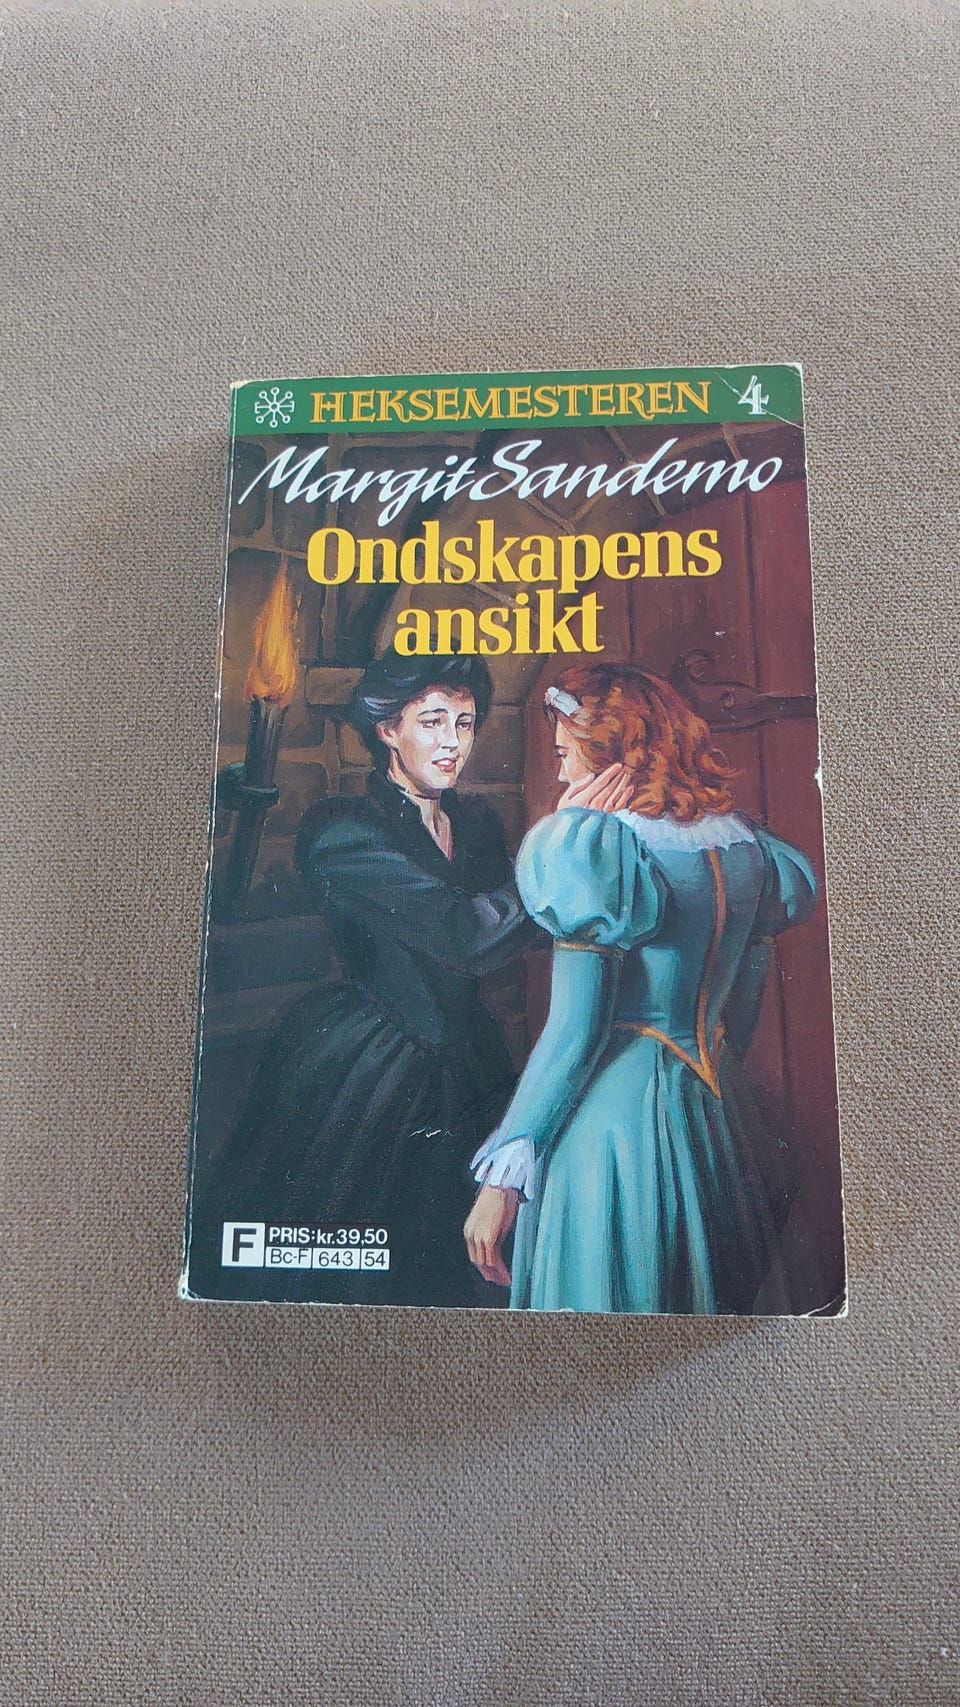 HEKSEMESTEREN 4
Margit Sandemo
Ondskapens
ansikt
F PRIS: kr. 39,50
Bc-F 643 54